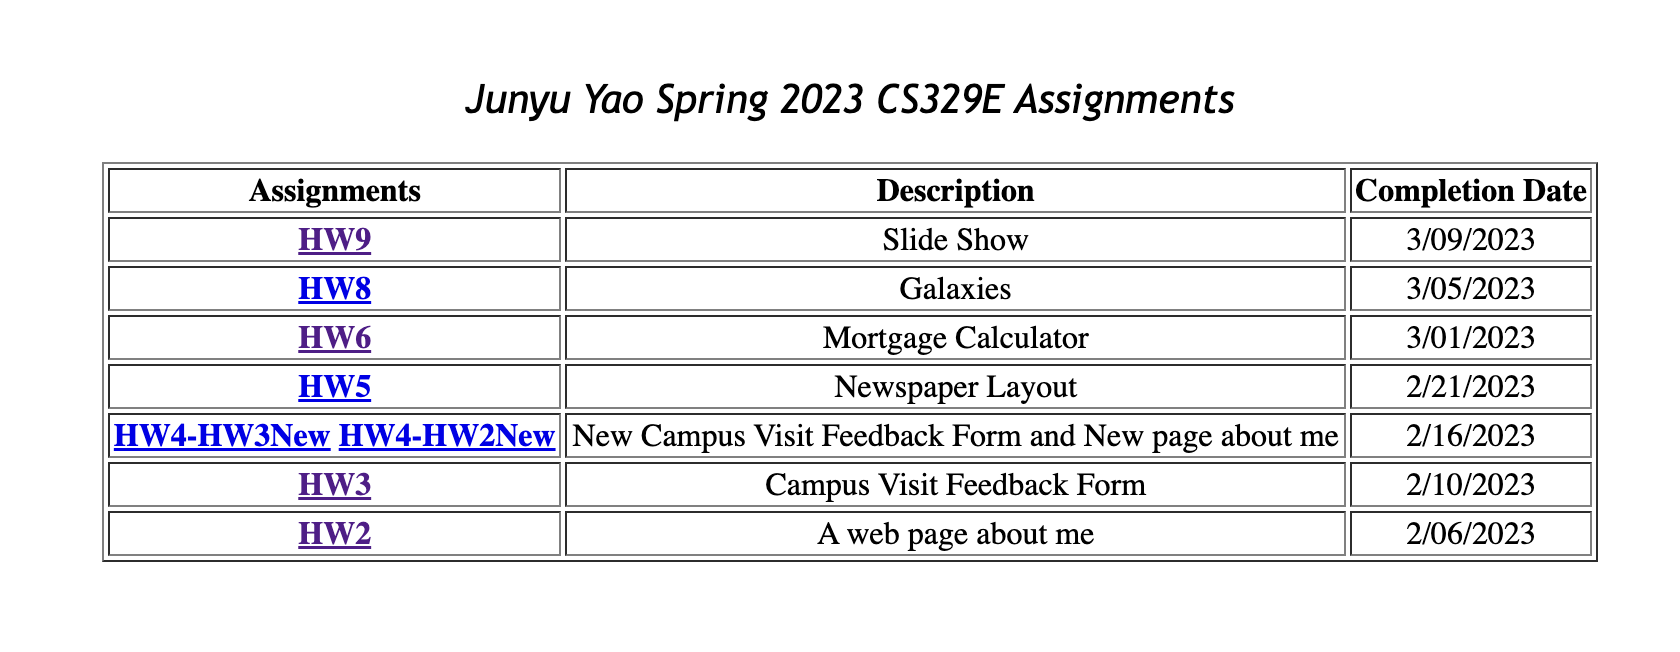 Junyu Yao Spring 2023 CS329E Assignments
Assignments Description Completion Date
HW9 Slide Show 3/09/2023
HW8 Galaxies 3/05/2023
HW6 Mortgage Calculator 3/01/2023
HW5 Newspaper Layout 2/21/2023
HW4-HW3New HW4-HW2New New Campus Visit Feedback Form and New page about me 2/16/2023
HW3 Campus Visit Feedback Form 2/10/2023
HW2 A web page about me 2/06/2023